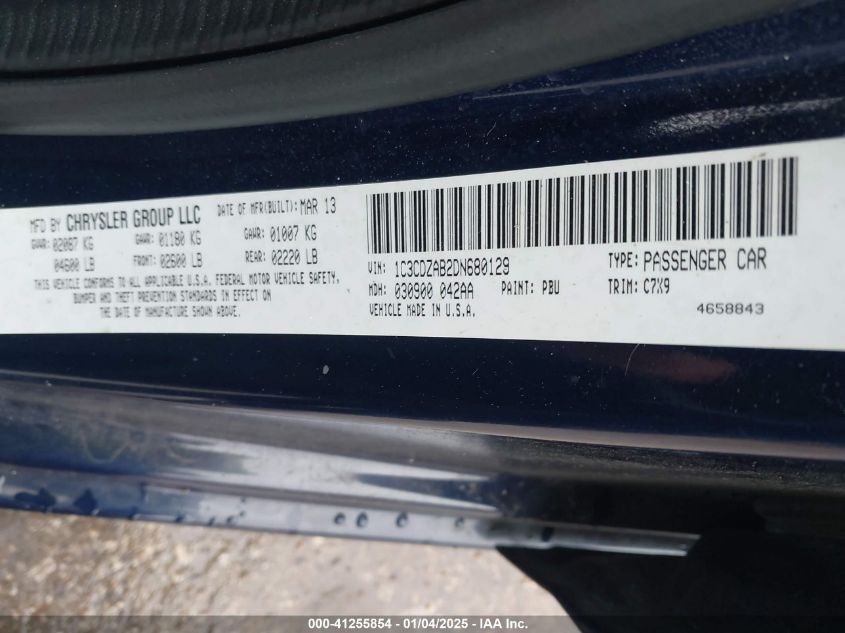 MFD BY CHRYSLER GROUP LLC DATE OF MFR(BUILT): MAR 13
GVWR: 02087 KG GAWR: 01180 KG GAWR: 01007 KG
04600 LB FRONT: 02600 LB REAR: 02220 LB
THIS VEHICLE CONFORMS TO ALL APPLICABLE U.S.A. FEDERAL MOTOR VEHICLE SAFETY,
BUMPER AND THEFT PREVENTION STANDARDS IN EFFECT ON
THE DATE OF MANUFACTURE SHOWN ABOVE.
VIN: 1C3CDZAB2DN680129 TYPE: PASSENGER CAR
MDH: 030900 042AA PAINT: PBU TRIM: C7X9
VEHICLE MADE IN U.S.A. 4658843
000-41255854 - 01/04/2025 - IAA Inc.